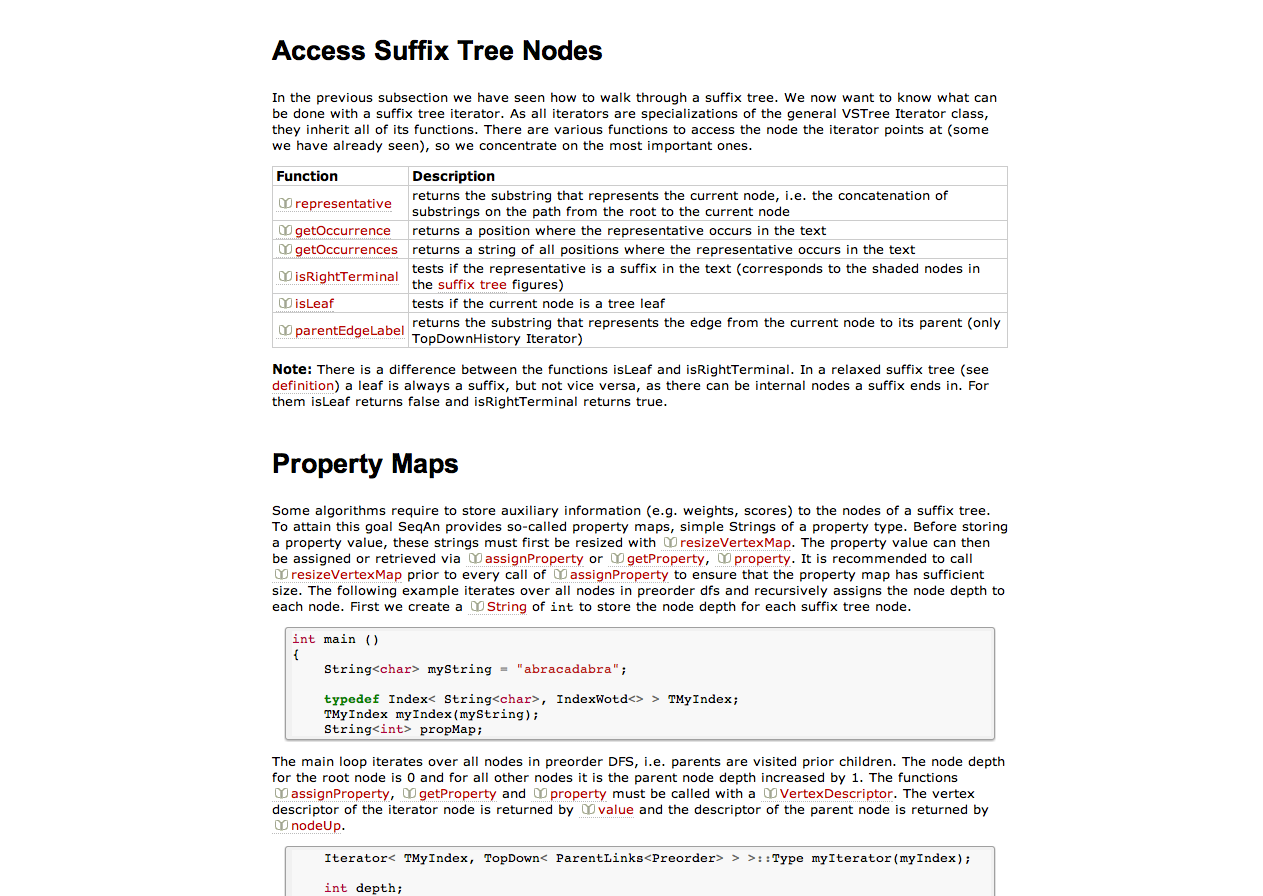 Access Suffix Tree Nodes
In the previous subsection we have seen how to walk through a suffix tree. We now want to know what can
be done with a suffix tree iterator. As all iterators are specializations of the general VSTree Iterator class,
they inherit all of its functions. There are various functions to access the node the iterator points at (some
we have already seen), so we concentrate on the most important ones.
Function Description
representative returns the substring that represents the current node, i.e. the concatenation of
substrings on the path from the root to the current node
getOccurrence returns a position where the representative occurs in the text
getOccurrences returns a string of all positions where the representative occurs in the text
isRightTerminal tests if the representative is a suffix in the text (corresponds to the shaded nodes in
the suffix tree figures)
isLeaf tests if the current node is a tree leaf
parentEdgeLabel returns the substring that represents the edge from the current node to its parent (only
TopDownHistory Iterator)
Note: There is a difference between the functions isLeaf and isRightTerminal. In a relaxed suffix tree (see
definition) a leaf is always a suffix, but not vice versa, as there can be internal nodes a suffix ends in. For
them isLeaf returns false and isRightTerminal returns true.
Property Maps
Some algorithms require to store auxiliary information (e.g. weights, scores) to the nodes of a suffix tree.
To attain this goal SeqAn provides so-called property maps, simple Strings of a property type. Before storing
a property value, these strings must first be resized with resizeVertexMap. The property value can then
be assigned or retrieved via assignProperty or getProperty, property. It is recommended to call
resizeVertexMap prior to every call of assignProperty to ensure that the property map has sufficient
size. The following example iterates over all nodes in preorder dfs and recursively assigns the node depth to
each node. First we create a String of int to store the node depth for each suffix tree node.
int main ()
{
String<char> myString = "abracadabra";
typedef Index< String<char>, IndexWotd<> > TMyIndex;
TMyIndex myIndex(myString);
String<int> propMap;
The main loop iterates over all nodes in preorder DFS, i.e. parents are visited prior children. The node depth
for the root node is 0 and for all other nodes it is the parent node depth increased by 1. The functions
assignProperty, getProperty and property must be called with a VertexDescriptor. The vertex
descriptor of the iterator node is returned by value and the descriptor of the parent node is returned by
nodeUp.
Iterator< TMyIndex, TopDown< ParentLinks<Preorder> > >::Type myIterator(myIndex);
int depth;